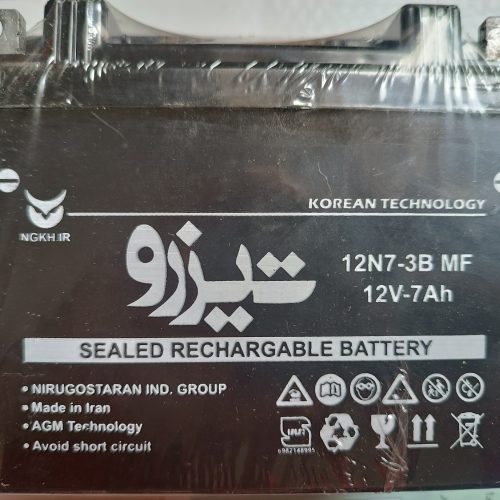 KOREAN TECHNOLOGY
NGKH.IR
تیزرو
12N7-3B MF
12V-7Ah
SEALED RECHARGABLE BATTERY
• NIRUGOSTARAN IND. GROUP
• Made in Iran
• AGM Technology
• Avoid short circuit
6982148995